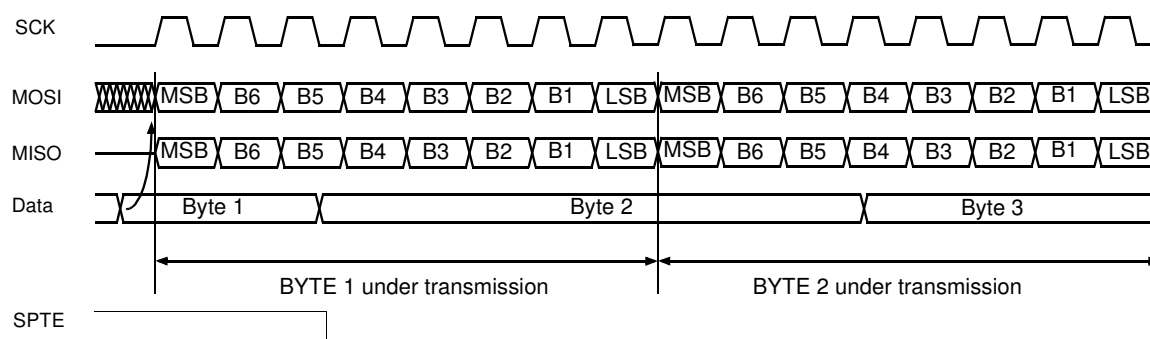 SCK
MOSI MSB B6 B5 B4 B3 B2 B1 LSB MSB B6 B5 B4 B3 B2 B1 LSB
MISO MSB B6 B5 B4 B3 B2 B1 LSB MSB B6 B5 B4 B3 B2 B1 LSB
Data Byte 1 Byte 2 Byte 3
BYTE 1 under transmission BYTE 2 under transmission
SPTE